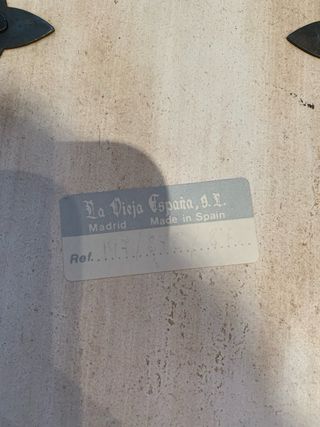 La Vieja España, S.L.
Madrid Made in Spain
Ref.